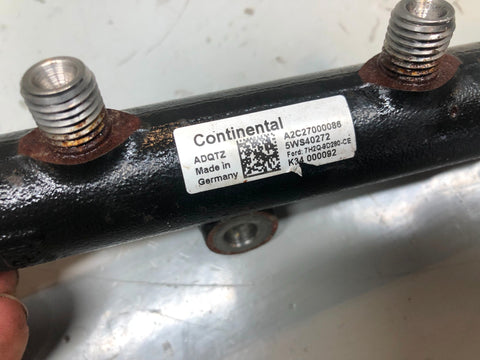 Continental
ADQTZ
Made in
Germany
A2C27000086
5WS40272
Ford: 7H2Q-9D280-CE
K34 000092